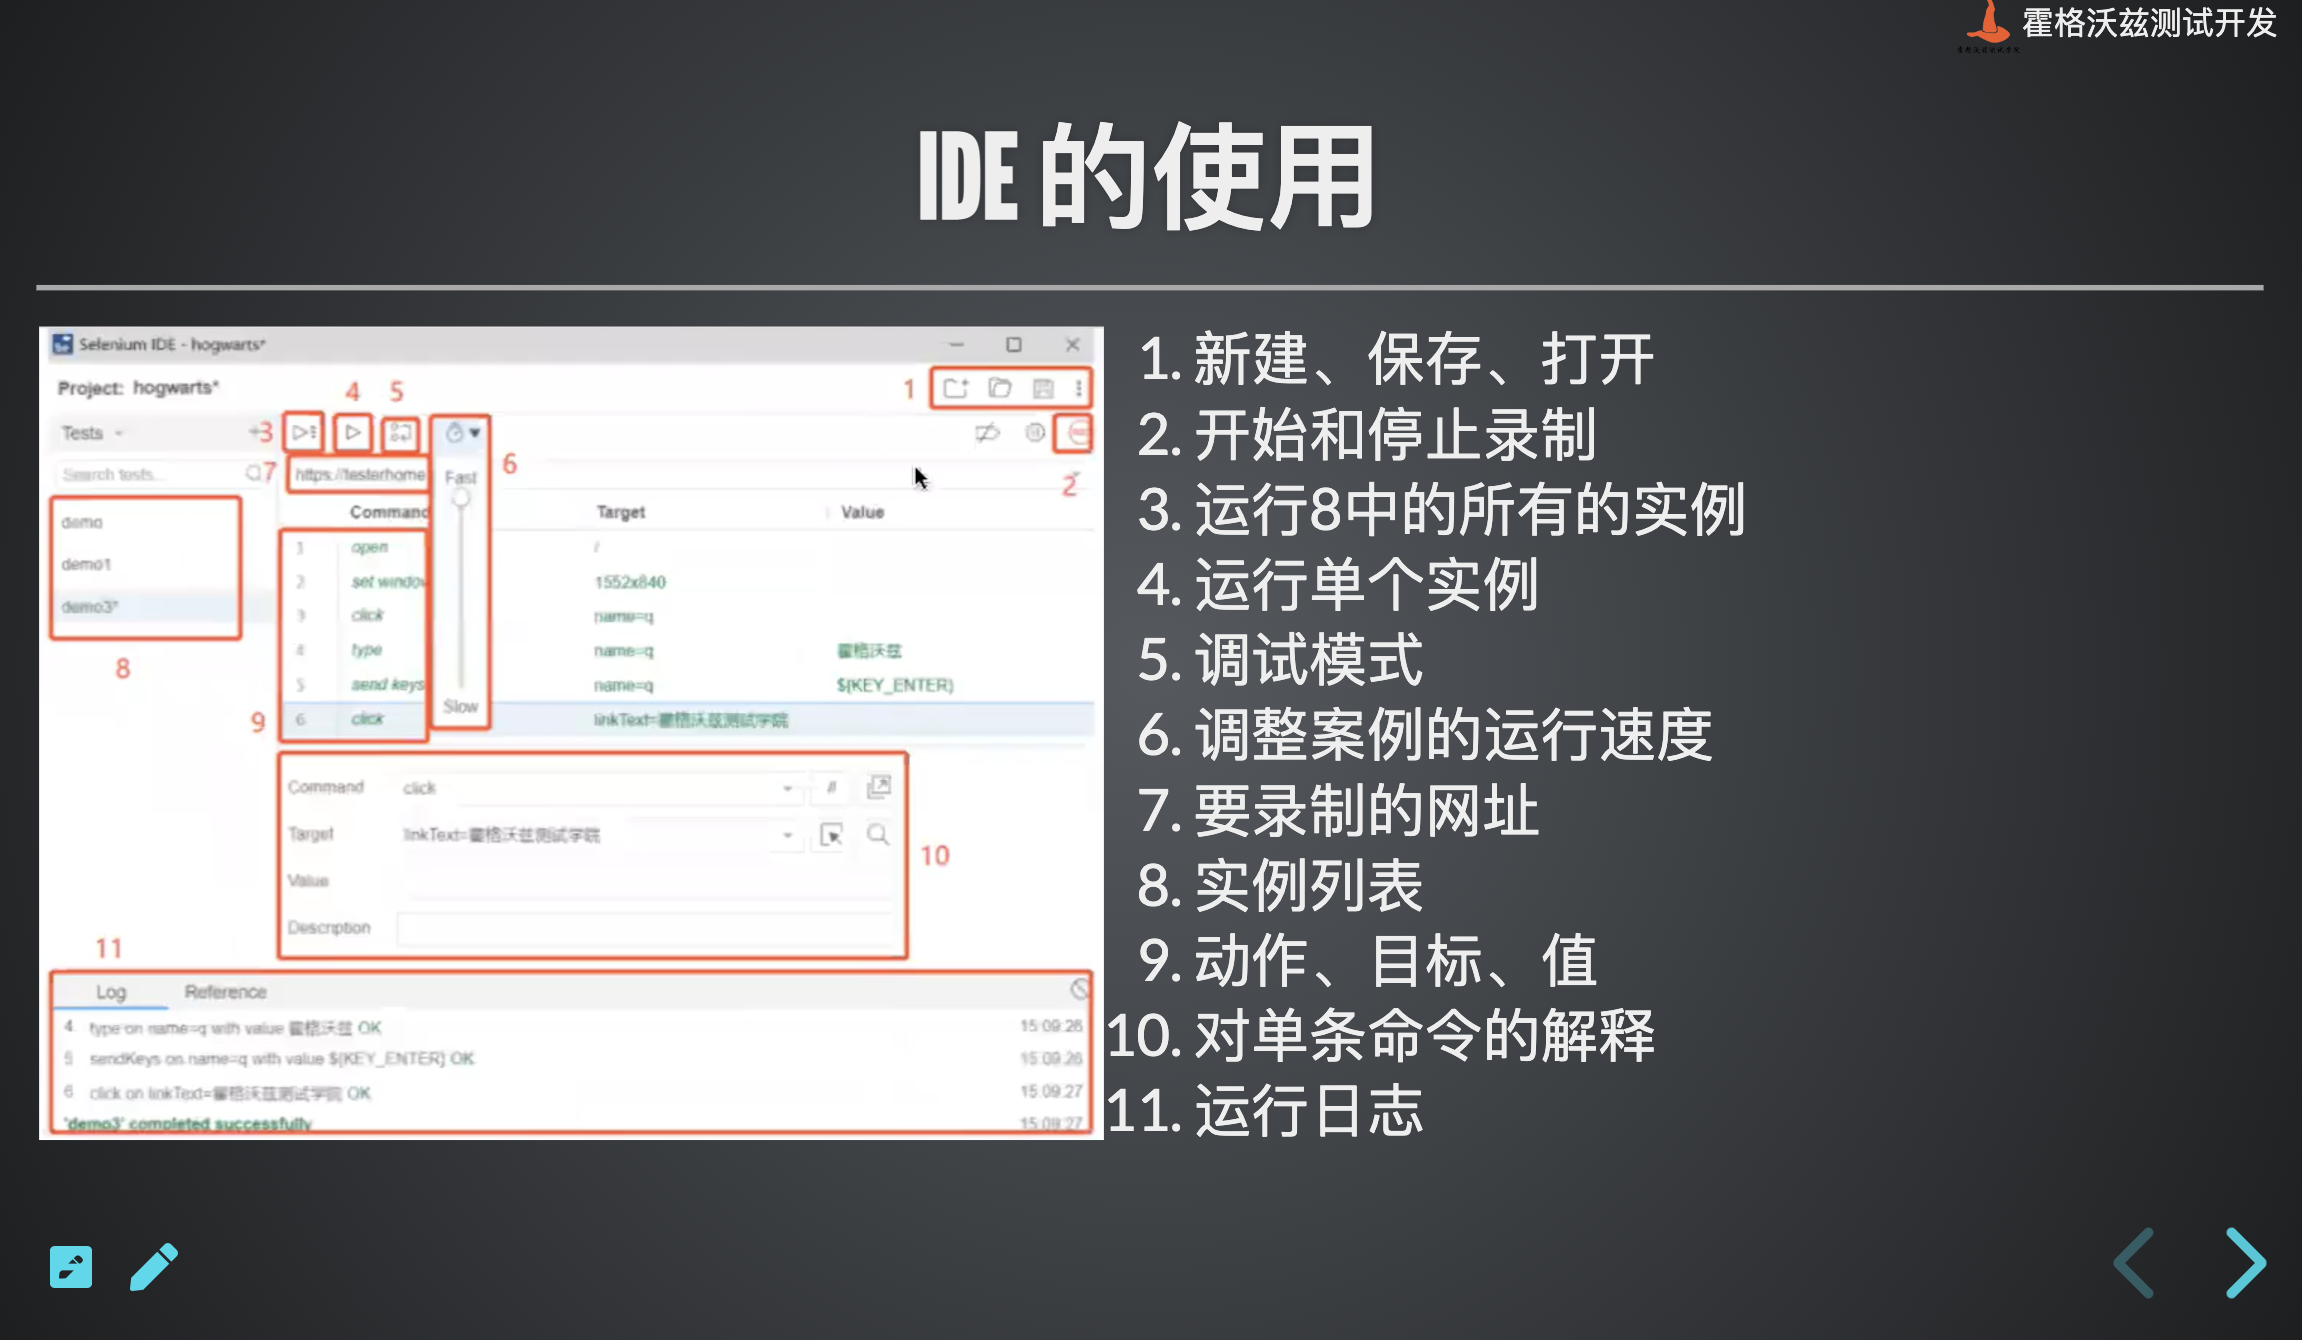 霍格沃兹测试开发
IDE 的使用
Selenium IDE - hogwarts*
Project: hogwarts*
4 5 1
Tests 3
Search tests... 7 https://testerhome Fast 6 2
Command Target Value
demo
demo1
demo3*
8
1 open /
2 set window 1552x840
3 click name=q
4 type name=q 霍格沃兹
5 send keys name=q ${KEY_ENTER}
Slow
9 6 click linkText=霍格沃兹测试学院
Command click //
Target linkText=霍格沃兹测试学院
10
Value
Description
11
Log Reference
4 type on name=q with value 霍格沃兹 OK 15:09:26
5 sendKeys on name=q with value ${KEY_ENTER} OK 15:09:26
6 click on linkText=霍格沃兹测试学院 OK 15:09:27
'demo3' completed successfully 15:09:27
1. 新建、保存、打开
2. 开始和停止录制
3. 运行8中的所有的实例
4. 运行单个实例
5. 调试模式
6. 调整案例的运行速度
7. 要录制的网址
8. 实例列表
9. 动作、目标、值
10. 对单条命令的解释
11. 运行日志